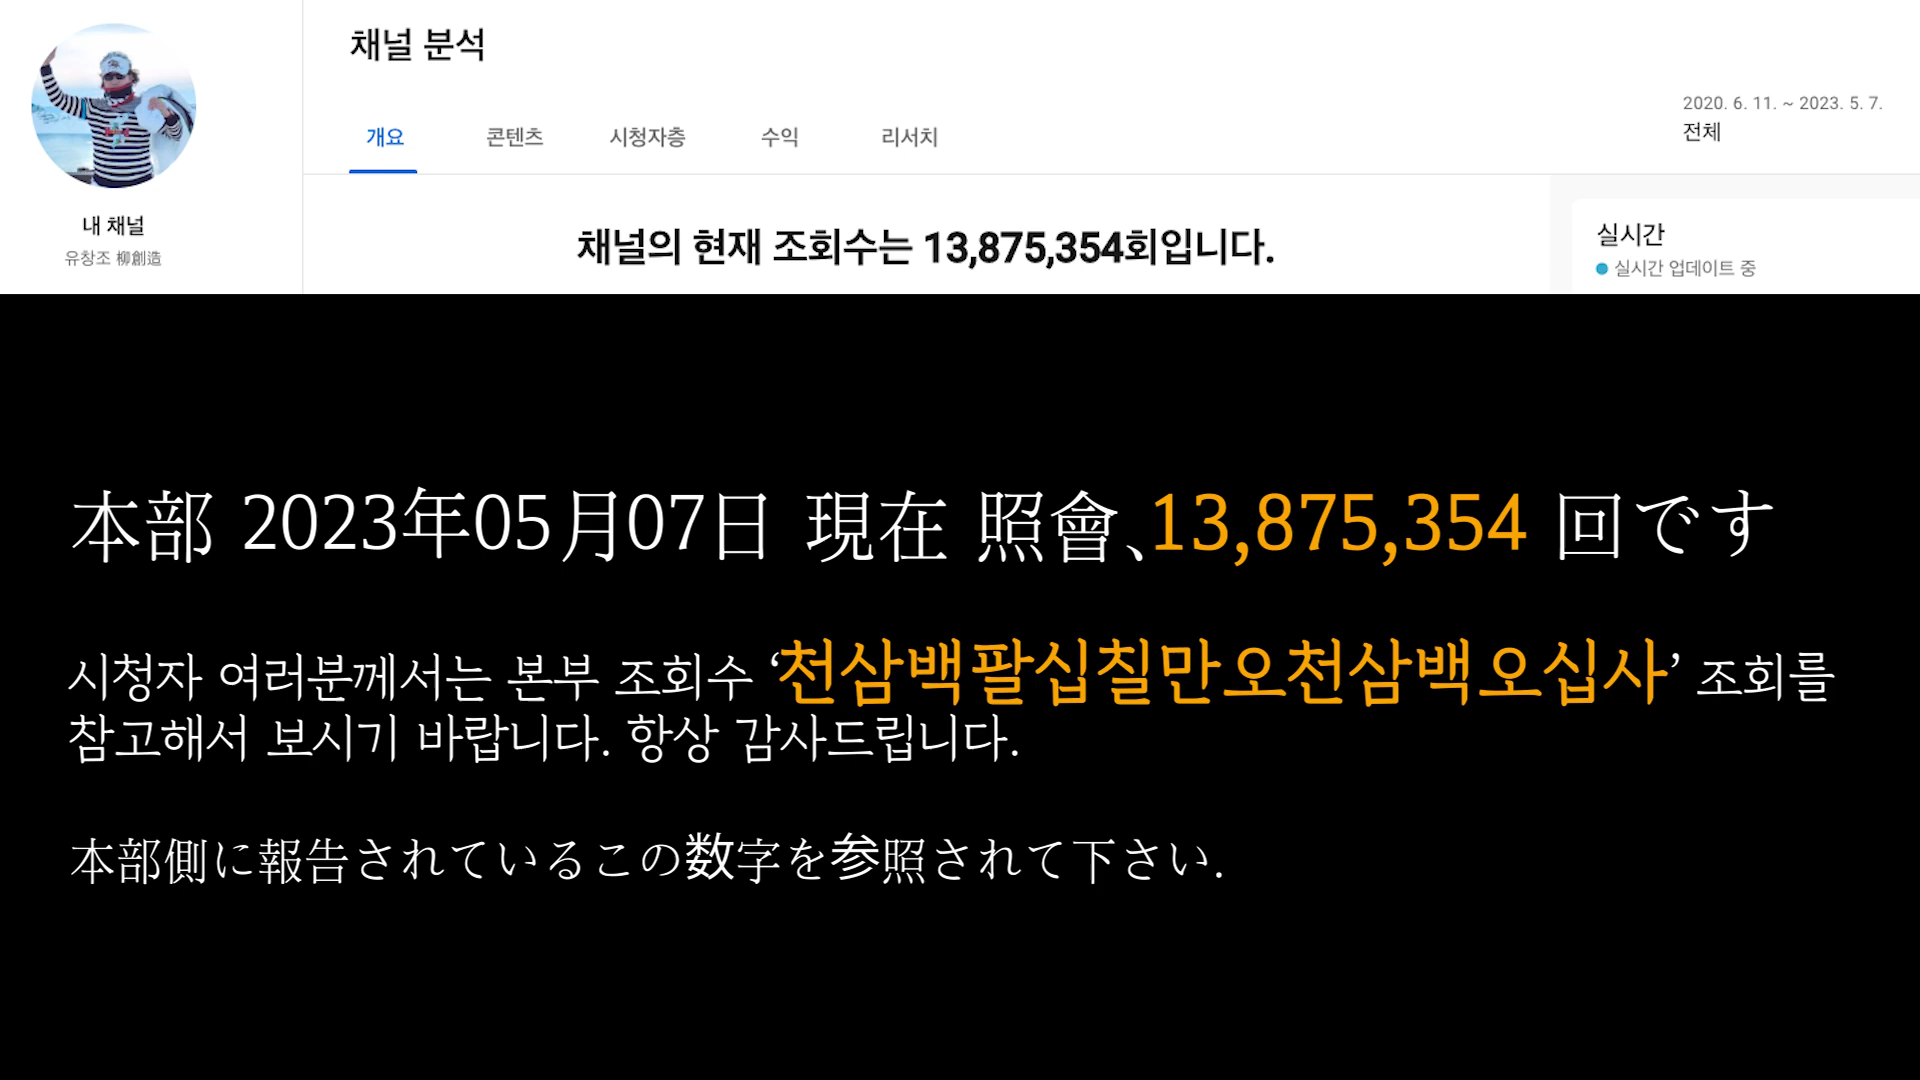 채널 분석
2020. 6. 11. ~ 2023. 5. 7.
전체
개요 콘텐츠 시청자층 수익 리서치
내 채널
유창조 柳創造
채널의 현재 조회수는 13,875,354회입니다.
실시간
실시간 업데이트 중
本部 2023年05月07日 現在 照會、13,875,354 回です
시청자 여러분께서는 본부 조회수 ‘천삼백팔십칠만오천삼백오십사’ 조회를
참고해서 보시기 바랍니다. 항상 감사드립니다.
本部側に報告されているこの数字を参照されて下さい.